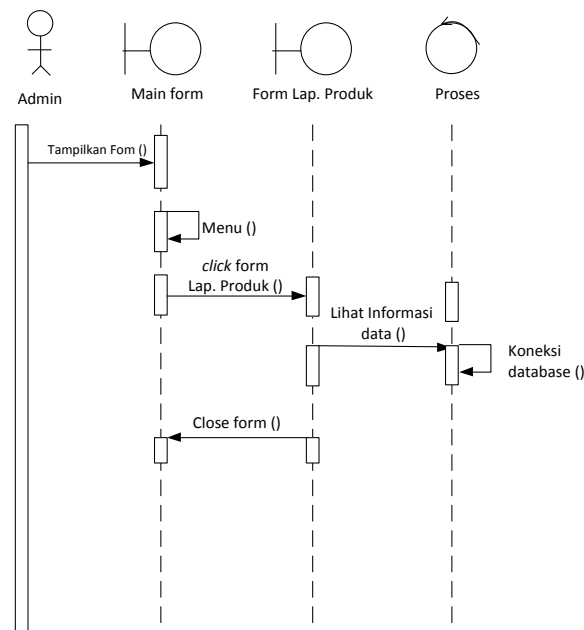 Admin
Main form
Form Lap. Produk
Proses
Tampilkan Fom ()
Menu ()
click form
Lap. Produk ()
Lihat Informasi
data ()
Koneksi
database ()
Close form ()